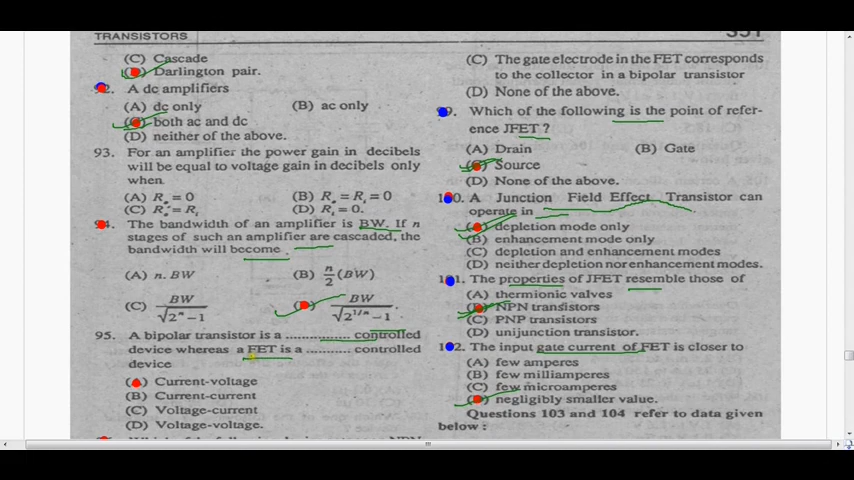 TRANSISTORS
351
(C) Cascade
(D) Darlington pair.
92. A dc amplifiers
(A) dc only (B) ac only
(C) both ac and dc
(D) neither of the above.
93. For an amplifier the power gain in decibels
will be equal to voltage gain in decibels only
when
(A) Rₒ = 0 (B) Rₒ = Rᵢ = 0
(C) Rₒ = Rᵢ (D) Rᵢ = 0.
94. The bandwidth of an amplifier is BW. If n
stages of such an amplifier are cascaded, the
bandwidth will become
(A) n. BW (B) n/2 (BW)
(C) BW/√(2ⁿ − 1) (D) BW/√(2^(1/n) − 1).
95. A bipolar transistor is a .................. controlled
device whereas a FET is a ........... controlled
device
(A) Current-voltage
(B) Current-current
(C) Voltage-current
(D) Voltage-voltage.
(C) The gate electrode in the FET corresponds
to the collector in a bipolar transistor
(D) None of the above.
99. Which of the following is the point of refer-
ence JFET ?
(A) Drain (B) Gate
(C) Source
(D) None of the above.
100. A Junction Field Effect Transistor can
operate in
(A) depletion mode only
(B) enhancement mode only
(C) depletion and enhancement modes
(D) neither depletion nor enhancement modes.
101. The properties of JFET resemble those of
(A) thermionic valves
(B) NPN transistors
(C) PNP transistors
(D) unijunction transistor.
102. The input gate current of FET is closer to
(A) few amperes
(B) few milliamperes
(C) few microamperes
(D) negligibly smaller value.
Questions 103 and 104 refer to data given
below :